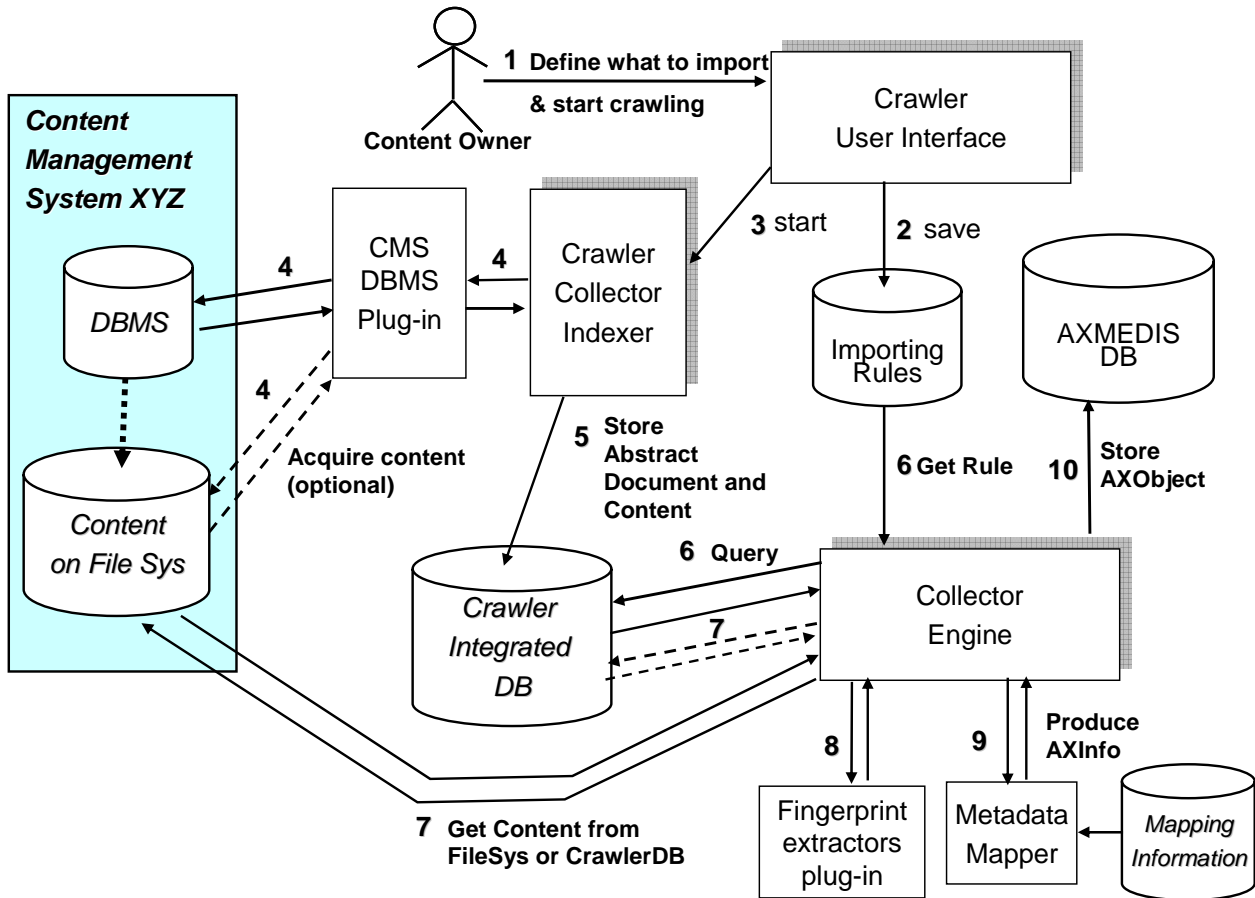 1 Define what to import
& start crawling
Content Owner
Crawler
User Interface
Content
Management
System XYZ
3 start
2 save
CMS
DBMS
Plug-in
Crawler
Collector
Indexer
4
4
DBMS
Importing
Rules
AXMEDIS
DB
4
Acquire content
(optional)
5 Store
Abstract
Document and
Content
6 Get Rule
10 Store
AXObject
Content
on File Sys
6 Query
Crawler
Integrated
DB
7
Collector
Engine
8
9
Produce
AXInfo
7 Get Content from
FileSys or CrawlerDB
Fingerprint
extractors
plug-in
Metadata
Mapper
Mapping
Information